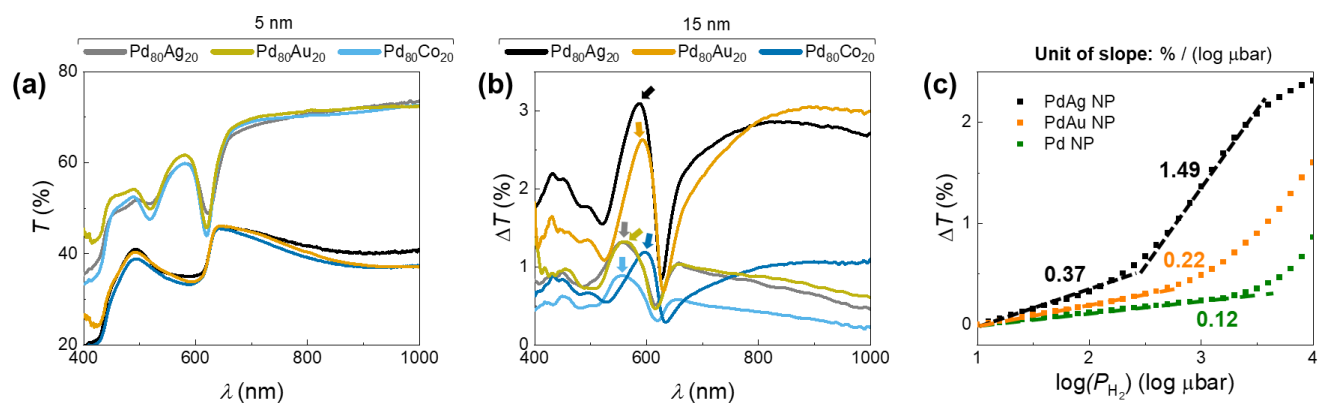 5 nm
Pd₈₀Ag₂₀ Pd₈₀Au₂₀ Pd₈₀Co₂₀
15 nm
Pd₈₀Ag₂₀ Pd₈₀Au₂₀ Pd₈₀Co₂₀
(a)
T (%)
80
60
40
20
400 600 800 1000
λ (nm)
(b)
ΔT (%)
3
2
1
0
400 600 800 1000
λ (nm)
Unit of slope: % / (log μbar)
(c)
PdAg NP
PdAu NP
Pd NP
ΔT (%)
2
1
0
1.49
0.37
0.22
0.12
1 2 3 4
log(P_H₂) (log μbar)